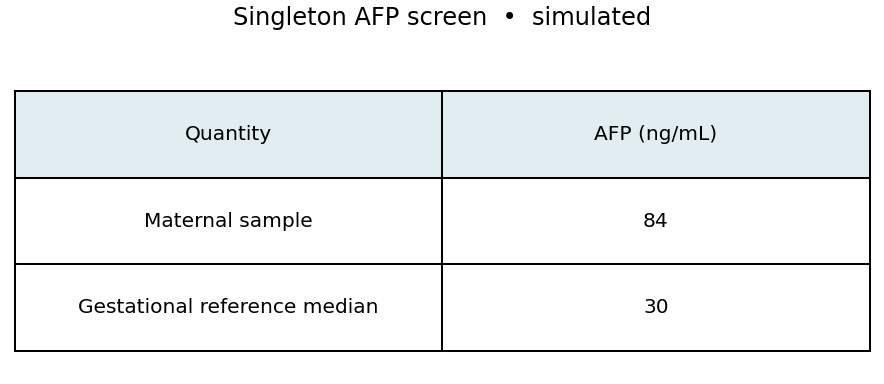 Singleton AFP screen • simulated
Quantity AFP (ng/mL)
Maternal sample 84
Gestational reference median 30